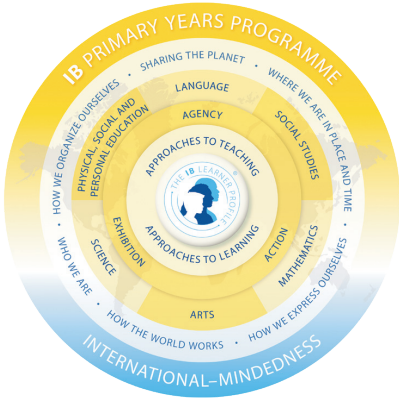 IB PRIMARY YEARS PROGRAMME
SHARING THE PLANET
•
WHERE WE ARE IN PLACE AND TIME
•
HOW WE EXPRESS OURSELVES
•
HOW THE WORLD WORKS
•
WHO WE ARE
•
HOW WE ORGANIZE OURSELVES
•
LANGUAGE
SOCIAL STUDIES
MATHEMATICS
ARTS
SCIENCE
PHYSICAL, SOCIAL AND
PERSONAL EDUCATION
AGENCY
ACTION
EXHIBITION
APPROACHES TO TEACHING
APPROACHES TO LEARNING
THE IB LEARNER PROFILE
INTERNATIONAL–MINDEDNESS